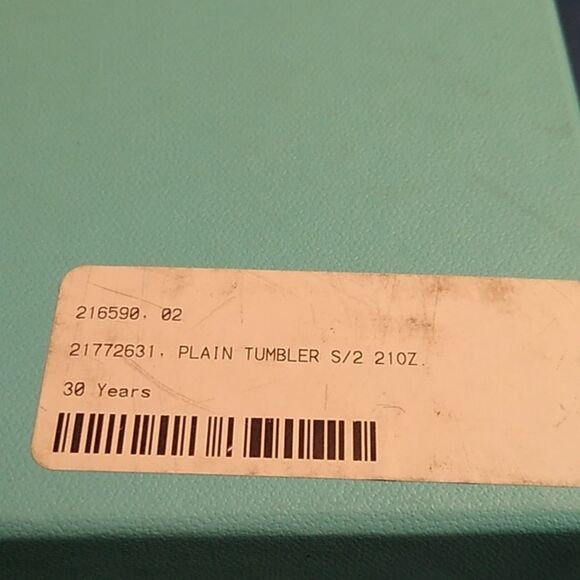 216590. 02
21772631. PLAIN TUMBLER S/2 21OZ.
30 Years